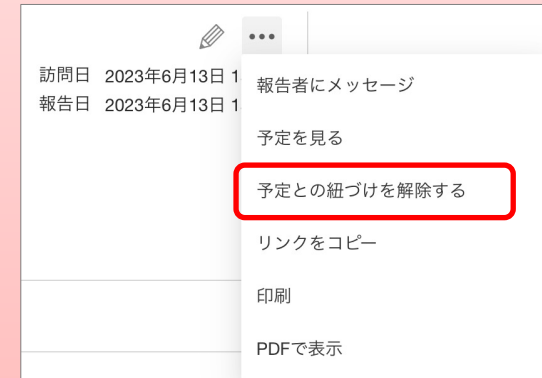 訪問日 2023年6月13日 1
報告日 2023年6月13日 1
報告者にメッセージ
予定を見る
予定との紐づけを解除する
リンクをコピー
印刷
PDFで表示